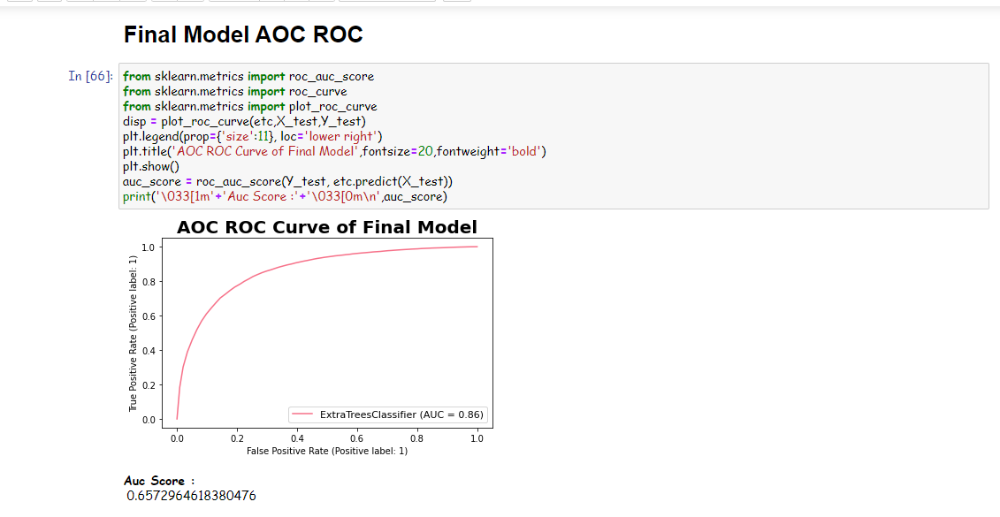 Final Model AOC ROC
In [66]:
from sklearn.metrics import roc_auc_score
from sklearn.metrics import roc_curve
from sklearn.metrics import plot_roc_curve
disp = plot_roc_curve(etc,X_test,Y_test)
plt.legend(prop={'size':11}, loc='lower right')
plt.title('AOC ROC Curve of Final Model',fontsize=20,fontweight='bold')
plt.show()
auc_score = roc_auc_score(Y_test, etc.predict(X_test))
print('\033[1m'+'Auc Score :'+'\033[0m\n',auc_score)
AOC ROC Curve of Final Model
True Positive Rate (Positive label: 1)
1.0
0.8
0.6
0.4
0.2
0.0
ExtraTreesClassifier (AUC = 0.86)
0.0 0.2 0.4 0.6 0.8 1.0
False Positive Rate (Positive label: 1)
Auc Score :
0.6572964618380476